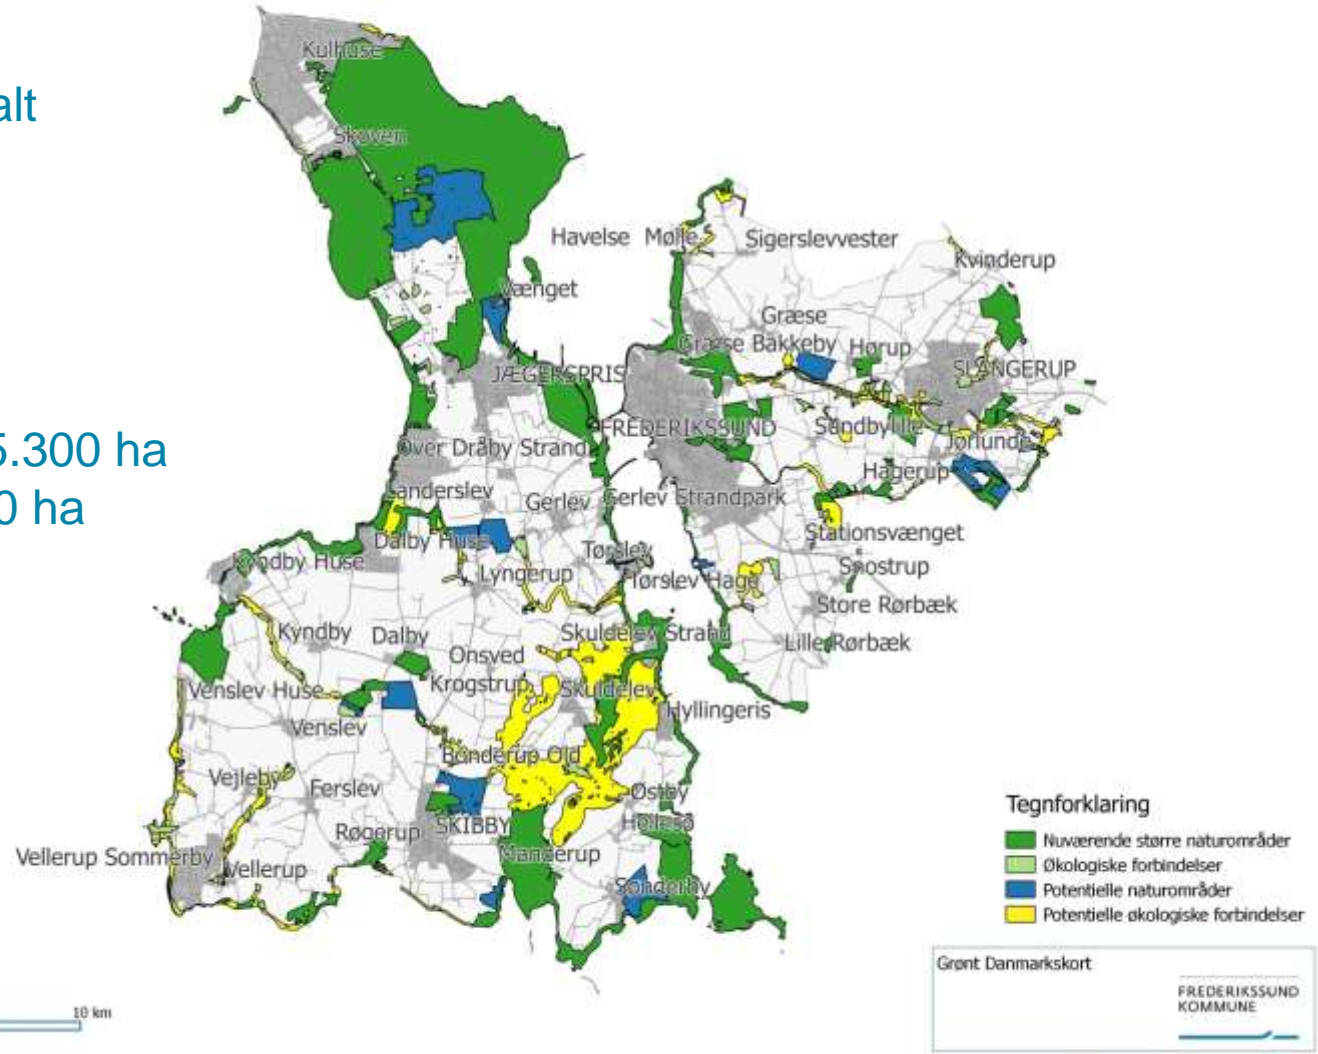 alt
5.300 ha
0 ha
Kulhuse
Skoven
Havelse Mølle
Sigerslevvester
Kvinderup
Vænget
Græse
Græse Bakkeby
Hørup
JÆGERSPRIS
SLANGERUP
FREDERIKSSUND
Sundbylille
Jørlunde
Over Dråby Strand
Hagerup
Landerslev
Gerlev
Gerlev Strandpark
Dalby Huse
Stationsvænget
Kyndby Huse
Tørslev
Lyngerup
Tørslev Hage
Snostrup
Store Rørbæk
Kyndby
Dalby
Skuldelev Strand
Lille Rørbæk
Onsved
Krogstrup
Skuldelev
Venslev Huse
Hyllingeris
Venslev
Bonderup Old
Vejleby
Ferslev
Østby
Røgerup
SKIBBY
Manderup
Vellerup Sommerby
Vellerup
Sønderby
Tegnforklaring
Nuværende større naturområder
Økologiske forbindelser
Potentielle naturområder
Potentielle økologiske forbindelser
Grønt Danmarkskort
FREDERIKSSUND
KOMMUNE
10 km